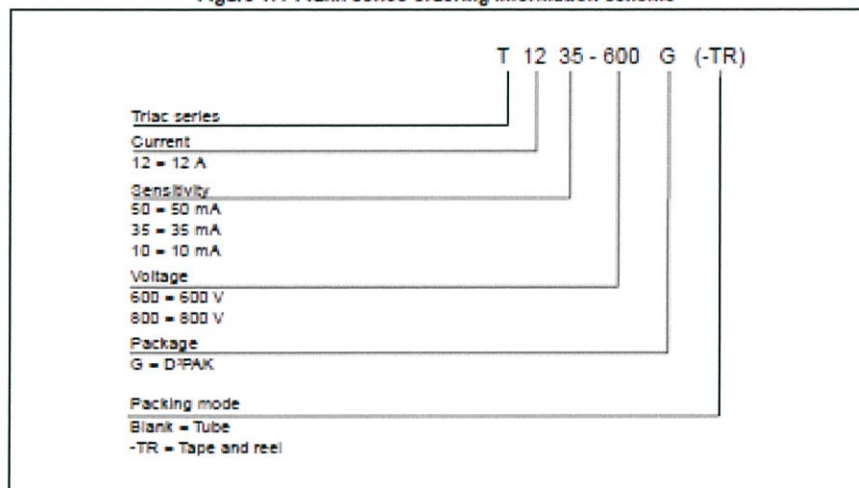 T 12 35 - 600 G (-TR)
Triac series
Current
12 = 12 A
Sensitivity
50 = 50 mA
35 = 35 mA
10 = 10 mA
Voltage
600 = 600 V
800 = 800 V
Package
G = D²PAK
Packing mode
Blank = Tube
-TR = Tape and reel